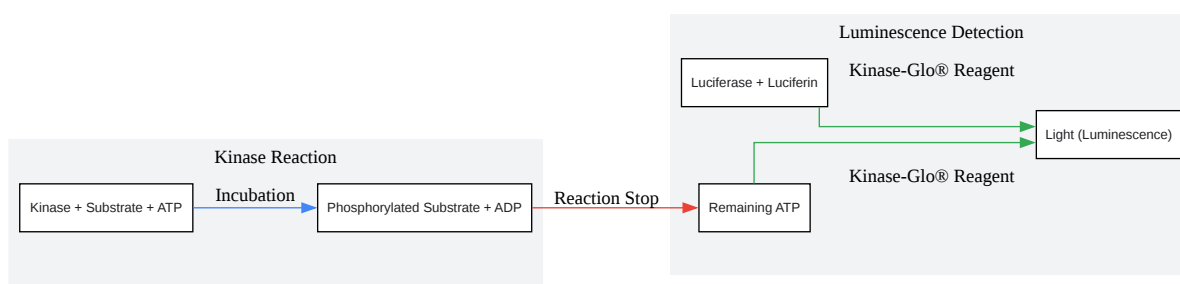 Luminescence Detection
Kinase-Glo® Reagent
Luciferase + Luciferin
Light (Luminescence)
Kinase Reaction
Kinase-Glo® Reagent
Incubation
Reaction Stop
Kinase + Substrate + ATP
Phosphorylated Substrate + ADP
Remaining ATP